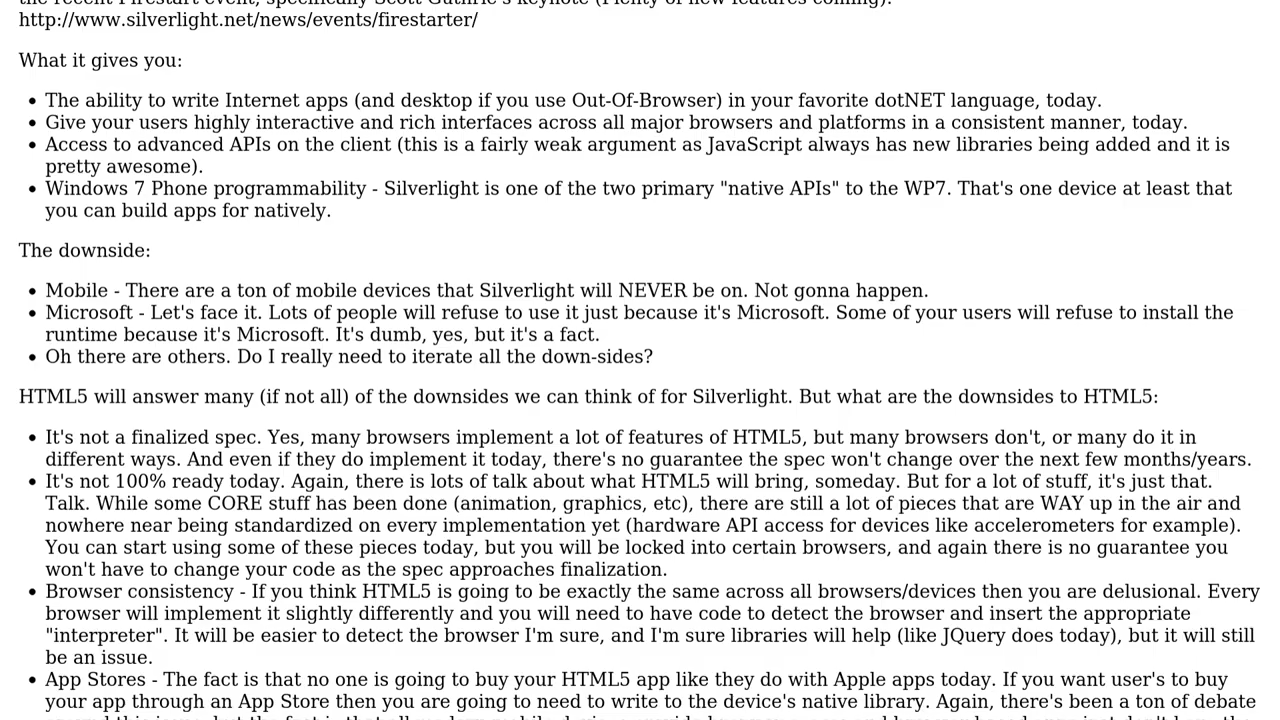 the recent Firestart event, specifically Scott Guthrie's keynote (Plenty of new features coming):
http://www.silverlight.net/news/events/firestarter/
What it gives you:
• The ability to write Internet apps (and desktop if you use Out-Of-Browser) in your favorite dotNET language, today.
• Give your users highly interactive and rich interfaces across all major browsers and platforms in a consistent manner, today.
• Access to advanced APIs on the client (this is a fairly weak argument as JavaScript always has new libraries being added and it is
pretty awesome).
• Windows 7 Phone programmability - Silverlight is one of the two primary "native APIs" to the WP7. That's one device at least that
you can build apps for natively.
The downside:
• Mobile - There are a ton of mobile devices that Silverlight will NEVER be on. Not gonna happen.
• Microsoft - Let's face it. Lots of people will refuse to use it just because it's Microsoft. Some of your users will refuse to install the
runtime because it's Microsoft. It's dumb, yes, but it's a fact.
• Oh there are others. Do I really need to iterate all the down-sides?
HTML5 will answer many (if not all) of the downsides we can think of for Silverlight. But what are the downsides to HTML5:
• It's not a finalized spec. Yes, many browsers implement a lot of features of HTML5, but many browsers don't, or many do it in
different ways. And even if they do implement it today, there's no guarantee the spec won't change over the next few months/years.
• It's not 100% ready today. Again, there is lots of talk about what HTML5 will bring, someday. But for a lot of stuff, it's just that.
Talk. While some CORE stuff has been done (animation, graphics, etc), there are still a lot of pieces that are WAY up in the air and
nowhere near being standardized on every implementation yet (hardware API access for devices like accelerometers for example).
You can start using some of these pieces today, but you will be locked into certain browsers, and again there is no guarantee you
won't have to change your code as the spec approaches finalization.
• Browser consistency - If you think HTML5 is going to be exactly the same across all browsers/devices then you are delusional. Every
browser will implement it slightly differently and you will need to have code to detect the browser and insert the appropriate
"interpreter". It will be easier to detect the browser I'm sure, and I'm sure libraries will help (like JQuery does today), but it will still
be an issue.
• App Stores - The fact is that no one is going to buy your HTML5 app like they do with Apple apps today. If you want user's to buy
your app through an App Store then you are going to need to write to the device's native library. Again, there's been a ton of debate